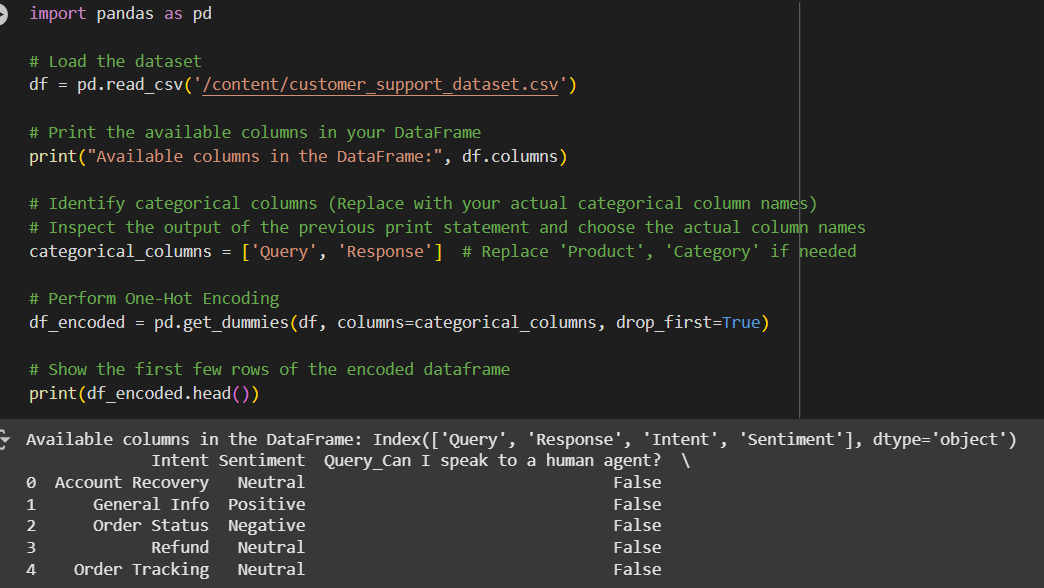 import pandas as pd
# Load the dataset
df = pd.read_csv('/content/customer_support_dataset.csv')
# Print the available columns in your DataFrame
print("Available columns in the DataFrame:", df.columns)
# Identify categorical columns (Replace with your actual categorical column names)
# Inspect the output of the previous print statement and choose the actual column names
categorical_columns = ['Query', 'Response']  # Replace 'Product', 'Category' if needed
# Perform One-Hot Encoding
df_encoded = pd.get_dummies(df, columns=categorical_columns, drop_first=True)
# Show the first few rows of the encoded dataframe
print(df_encoded.head())
Available columns in the DataFrame: Index(['Query', 'Response', 'Intent', 'Sentiment'], dtype='object')
             Intent Sentiment  Query_Can I speak to a human agent?  \
0  Account Recovery   Neutral                                False
1      General Info  Positive                                False
2      Order Status  Negative                                False
3            Refund   Neutral                                False
4    Order Tracking   Neutral                                False